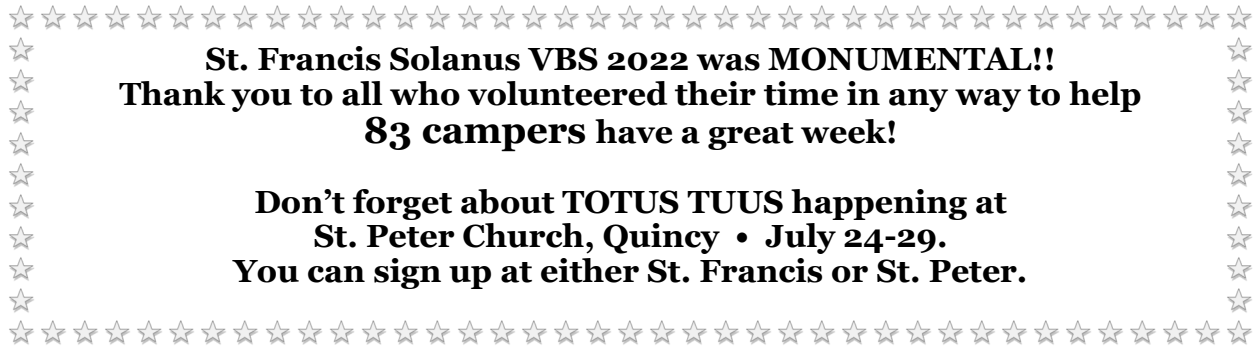 St. Francis Solanus VBS 2022 was MONUMENTAL!!
Thank you to all who volunteered their time in any way to help
83 campers have a great week!
Don’t forget about TOTUS TUUS happening at
St. Peter Church, Quincy • July 24-29.
You can sign up at either St. Francis or St. Peter.